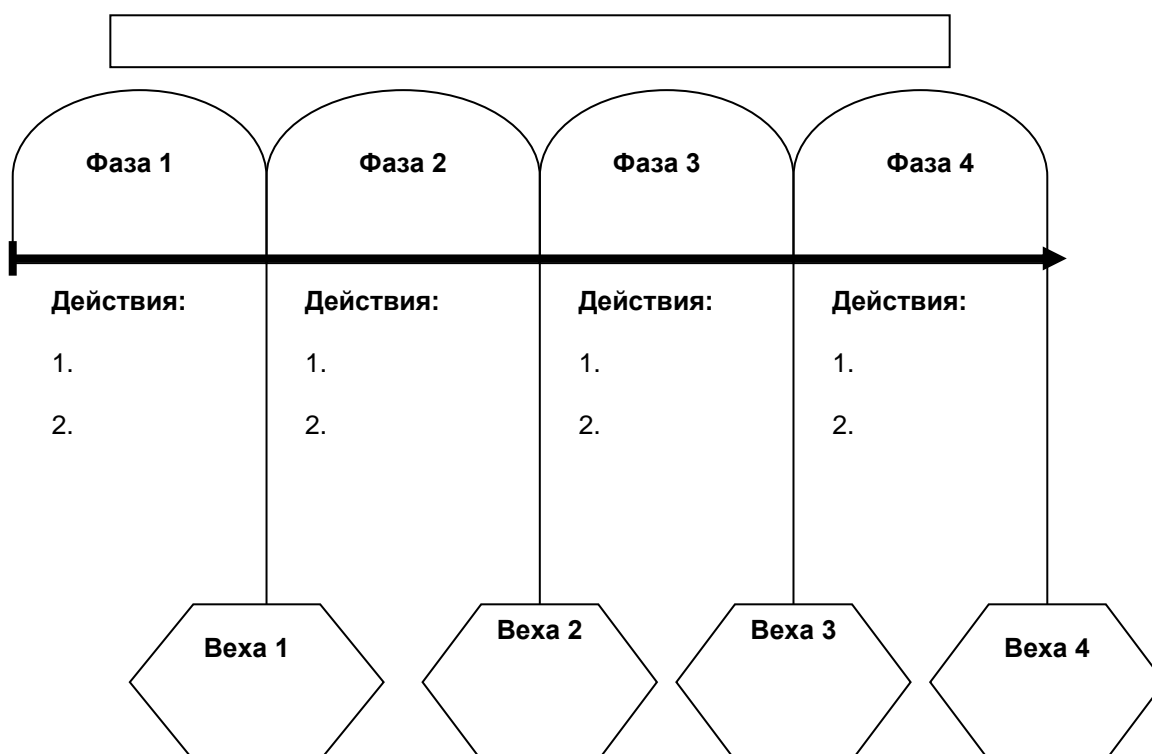 Фаза 1 Фаза 2 Фаза 3 Фаза 4
Действия: Действия: Действия: Действия:
1. 1. 1. 1.
2. 2. 2. 2.
Веха 1 Веха 2 Веха 3 Веха 4